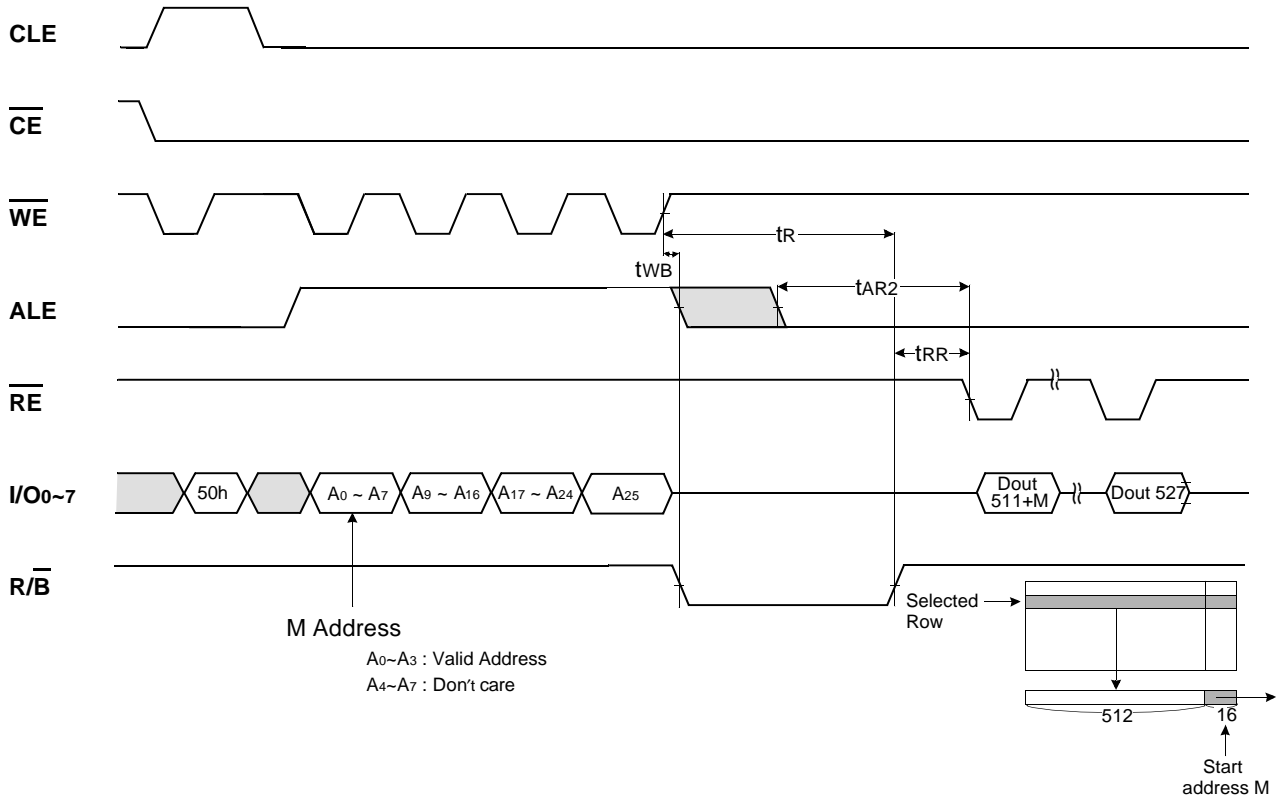 CLE
CE
WE
tR
tWB
ALE
tAR2
tRR
RE
I/O0~7
50h
A0 ~ A7
A9 ~ A16
A17 ~ A24
A25
Dout
511+M
Dout 527
R/B
M Address
A0~A3 : Valid Address
A4~A7 : Don't care
Selected
Row
512
16
Start
address M